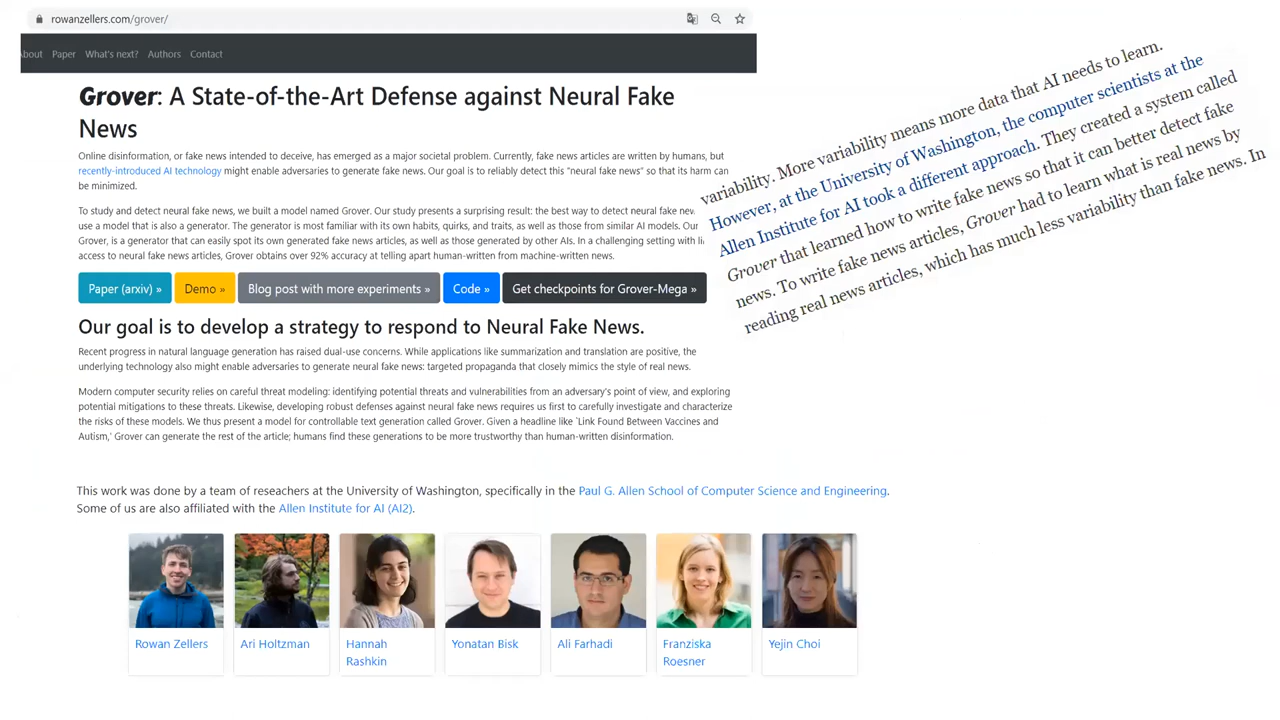 rowanzellers.com/grover/
bout Paper What's next? Authors Contact
Grover: A State-of-the-Art Defense against Neural Fake
News
Online disinformation, or fake news intended to deceive, has emerged as a major societal problem. Currently, fake news articles are written by humans, but
recently-introduced AI technology might enable adversaries to generate fake news. Our goal is to reliably detect this "neural fake news" so that its harm can
be minimized.
To study and detect neural fake news, we built a model named Grover. Our study presents a surprising result: the best way to detect neural fake nev
use a model that is also a generator. The generator is most familiar with its own habits, quirks, and traits, as well as those from similar AI models. Our
Grover, is a generator that can easily spot its own generated fake news articles, as well as those generated by other AIs. In a challenging setting with li
access to neural fake news articles, Grover obtains over 92% accuracy at telling apart human-written from machine-written news.
Paper (arxiv) » Demo » Blog post with more experiments » Code » Get checkpoints for Grover-Mega »
Our goal is to develop a strategy to respond to Neural Fake News.
Recent progress in natural language generation has raised dual-use concerns. While applications like summarization and translation are positive, the
underlying technology also might enable adversaries to generate neural fake news: targeted propaganda that closely mimics the style of real news.
Modern computer security relies on careful threat modeling: identifying potential threats and vulnerabilities from an adversary's point of view, and exploring
potential mitigations to these threats. Likewise, developing robust defenses against neural fake news requires us first to carefully investigate and characterize
the risks of these models. We thus present a model for controllable text generation called Grover. Given a headline like `Link Found Between Vaccines and
Autism,' Grover can generate the rest of the article; humans find these generations to be more trustworthy than human-written disinformation.
variability. More variability means more data that AI needs to learn.
However, at the University of Washington, the computer scientists at the
Allen Institute for AI took a different approach. They created a system called
Grover that learned how to write fake news so that it can better detect fake
news. To write fake news articles, Grover had to learn what is real news by
reading real news articles, which has much less variability than fake news. In
This work was done by a team of reseachers at the University of Washington, specifically in the Paul G. Allen School of Computer Science and Engineering.
Some of us are also affiliated with the Allen Institute for AI (AI2).
Rowan Zellers
Ari Holtzman
Hannah
Rashkin
Yonatan Bisk
Ali Farhadi
Franziska
Roesner
Yejin Choi